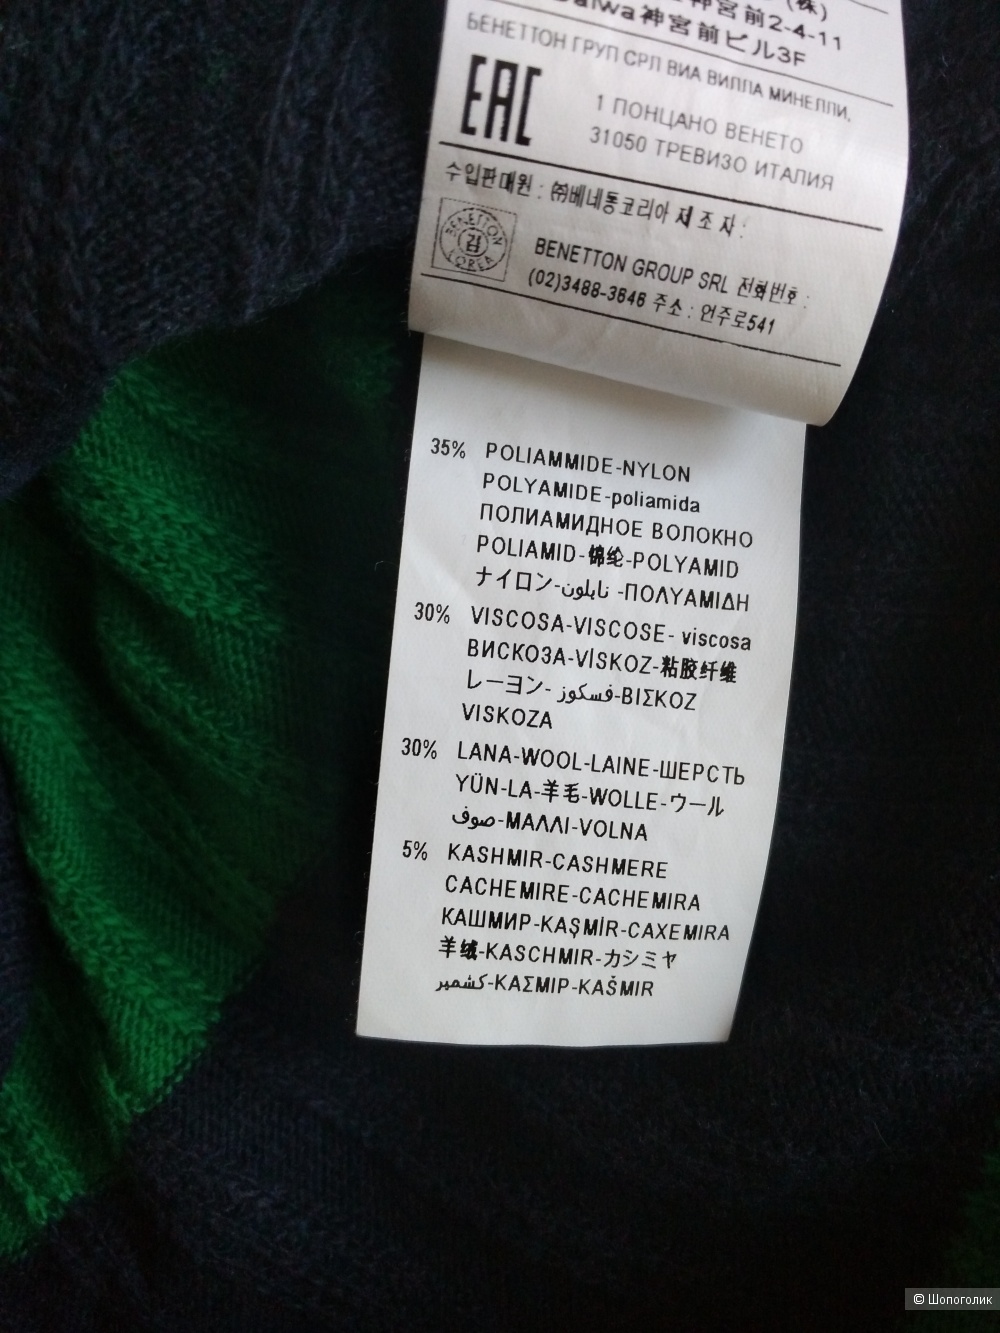 (株)
神宮前2-4-11
Daiwa神宮前ビル3F
БЕНЕТТОН ГРУП СРЛ ВИА ВИЛЛА МИНЕЛЛИ,
EAC
1 ПОНЦАНО ВЕНЕТО
31050 ТРЕВИЗО ИТАЛИЯ
수입판매원 : ㈜베네통코리아 제조자 :
BENETTON KOREA
검
BENETTON GROUP SRL 전화번호 :
(02)3488-3646 주소 : 언주로541
35% POLIAMMIDE-NYLON
POLYAMIDE-poliamida
ПОЛИАМИДНОЕ ВОЛОКНО
POLIAMID-锦纶-POLYAMID
ナイロン-نايلون -ΠΟΛΥΑΜΙΔΗ
30% VISCOSA-VISCOSE- viscosa
ВИСКОЗА-VİSKOZ-粘胶纤维
レーヨン- فسكوز-ΒΙΣΚΟΖ
VISKOZA
30% LANA-WOOL-LAINE-ШЕРСТЬ
YÜN-LA-羊毛-WOLLE-ウール
صوف-ΜΑΛΛΙ-VOLNA
5% KASHMIR-CASHMERE
CACHEMIRE-CACHEMIRA
КАШМИР-KAŞMİR-CAXEMIRA
羊绒-KASCHMIR-カシミヤ
كشمير-ΚΑΣΜΙΡ-KAŠMIR
© Шопоголик